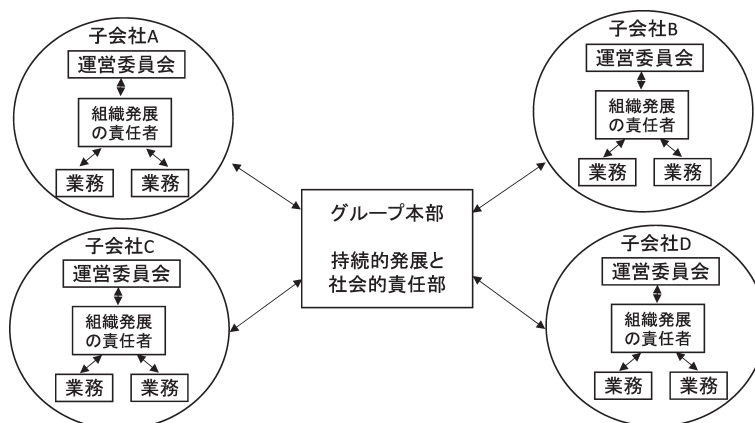 子会社A
運営委員会
組織発展
の責任者
業務
業務
子会社B
運営委員会
組織発展
の責任者
業務
業務
グループ本部
持続的発展と
社会的責任部
子会社C
運営委員会
組織発展
の責任者
業務
業務
子会社D
運営委員会
組織発展
の責任者
業務
業務